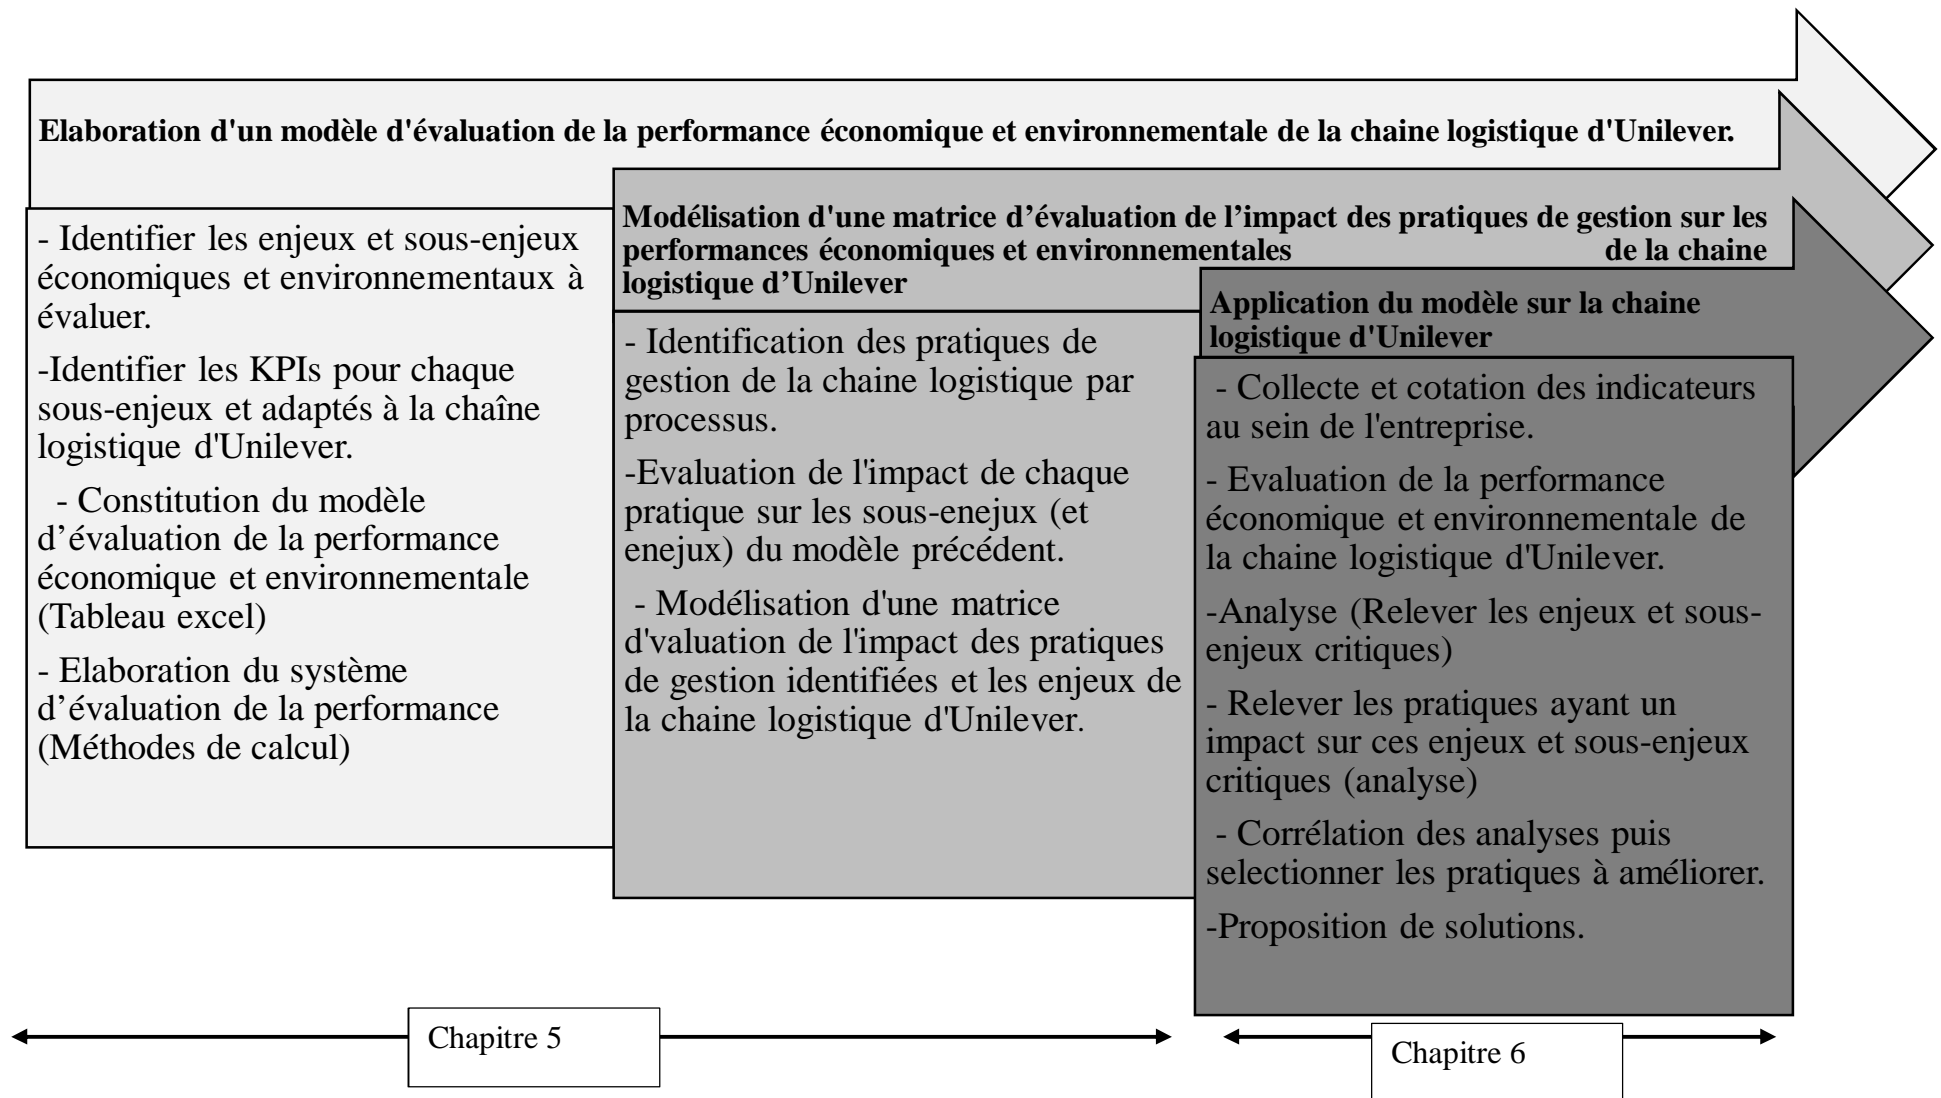 Elaboration d'un modèle d'évaluation de la performance économique et environnementale de la chaine logistique d'Unilever.
- Identifier les enjeux et sous-enjeux
économiques et environnementaux à
évaluer.
-Identifier les KPIs pour chaque
sous-enjeux et adaptés à la chaîne
logistique d'Unilever.
- Constitution du modèle
d’évaluation de la performance
économique et environnementale
(Tableau excel)
- Elaboration du système
d’évaluation de la performance
(Méthodes de calcul)
Modélisation d'une matrice d’évaluation de l’impact des pratiques de gestion sur les
performances économiques et environnementales de la chaine
logistique d’Unilever
- Identification des pratiques de
gestion de la chaine logistique par
processus.
-Evaluation de l'impact de chaque
pratique sur les sous-enejux (et
enejux) du modèle précédent.
- Modélisation d'une matrice
d'valuation de l'impact des pratiques
de gestion identifiées et les enjeux de
la chaine logistique d'Unilever.
Application du modèle sur la chaine
logistique d'Unilever
- Collecte et cotation des indicateurs
au sein de l'entreprise.
- Evaluation de la performance
économique et environnementale de
la chaine logistique d'Unilever.
-Analyse (Relever les enjeux et sous-
enjeux critiques)
- Relever les pratiques ayant un
impact sur ces enjeux et sous-enjeux
critiques (analyse)
- Corrélation des analyses puis
selectionner les pratiques à améliorer.
-Proposition de solutions.
Chapitre 5
Chapitre 6